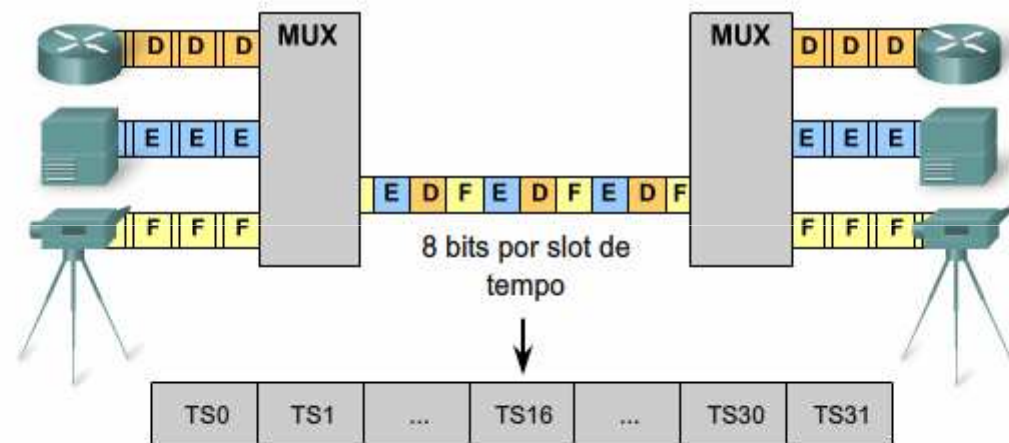 MUX MUX
D D D D D D
E E E E E E
E D F E D F E D F
F F F F F F
8 bits por slot de
tempo
TS0 TS1 ... TS16 ... TS30 TS31